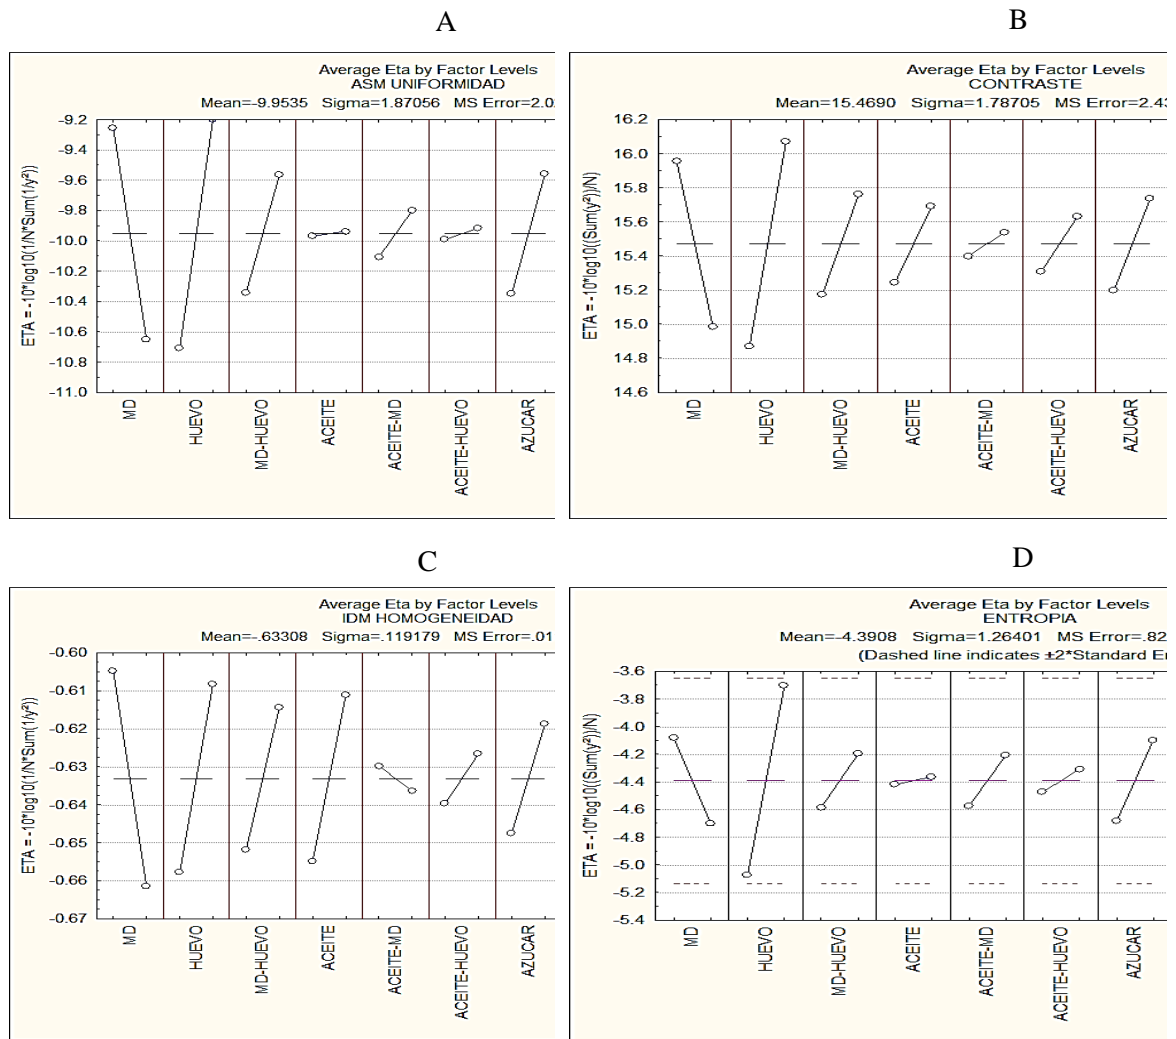 A
Average Eta by Factor Levels
ASM UNIFORMIDAD
Mean=-9.9535 Sigma=1.87056 MS Error=2.0
ETA = -10*log10(1/N*Sum(1/y²))
-9.2
-9.4
-9.6
-9.8
-10.0
-10.2
-10.4
-10.6
-10.8
-11.0
MD
HUEVO
MD-HUEVO
ACEITE
ACEITE-MD
ACEITE-HUEVO
AZUCAR
B
Average Eta by Factor Levels
CONTRASTE
Mean=15.4690 Sigma=1.78705 MS Error=2.43
ETA = -10*log10((Sum(y²))/N)
16.2
16.0
15.8
15.6
15.4
15.2
15.0
14.8
14.6
MD
HUEVO
MD-HUEVO
ACEITE
ACEITE-MD
ACEITE-HUEVO
AZUCAR
C
Average Eta by Factor Levels
IDM HOMOGENEIDAD
Mean=-.63308 Sigma=.119179 MS Error=.01
ETA = -10*log10(1/N*Sum(1/y²))
-0.60
-0.61
-0.62
-0.63
-0.64
-0.65
-0.66
-0.67
MD
HUEVO
MD-HUEVO
ACEITE
ACEITE-MD
ACEITE-HUEVO
AZUCAR
D
Average Eta by Factor Levels
ENTROPIA
Mean=-4.3908 Sigma=1.26401 MS Error=.82
(Dashed line indicates ±2*Standard Er
ETA = -10*log10((Sum(y²))/N)
-3.6
-3.8
-4.0
-4.2
-4.4
-4.6
-4.8
-5.0
-5.2
-5.4
MD
HUEVO
MD-HUEVO
ACEITE
ACEITE-MD
ACEITE-HUEVO
AZUCAR